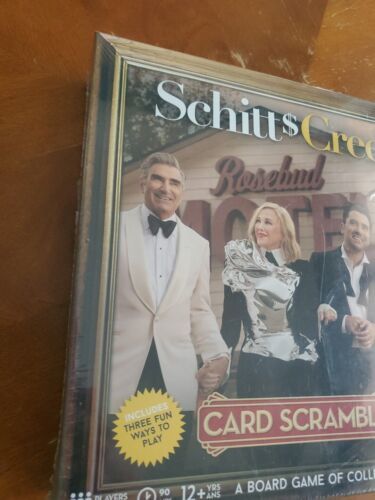 Schitt$ Cree
Rosebud
MOTE
INCLUDES
THREE FUN
WAYS TO
PLAY
CARD SCRAMBL
PLAYERS
90
12+ YRS
ANS
A BOARD GAME OF COLL